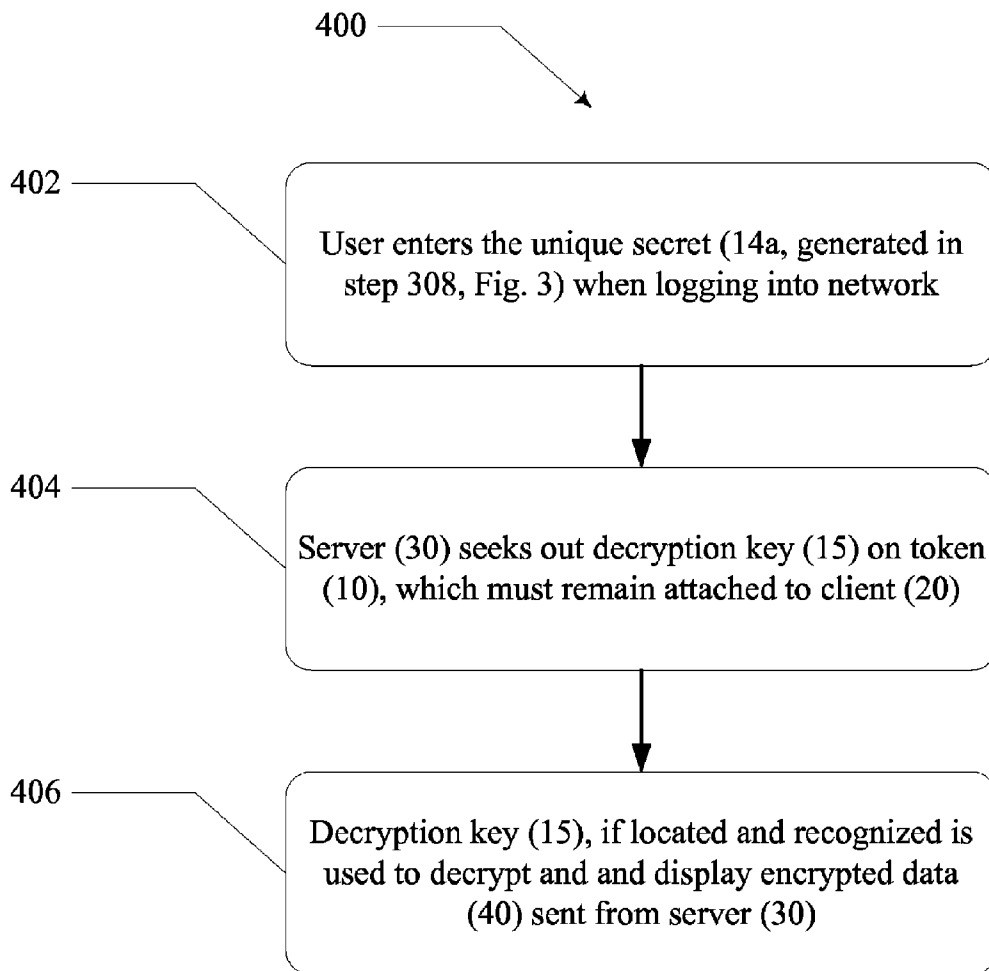 400
402
User enters the unique secret (14a, generated in
step 308, Fig. 3) when logging into network
404
Server (30) seeks out decryption key (15) on token
(10), which must remain attached to client (20)
406
Decryption key (15), if located and recognized is
used to decrypt and and display encrypted data
(40) sent from server (30)